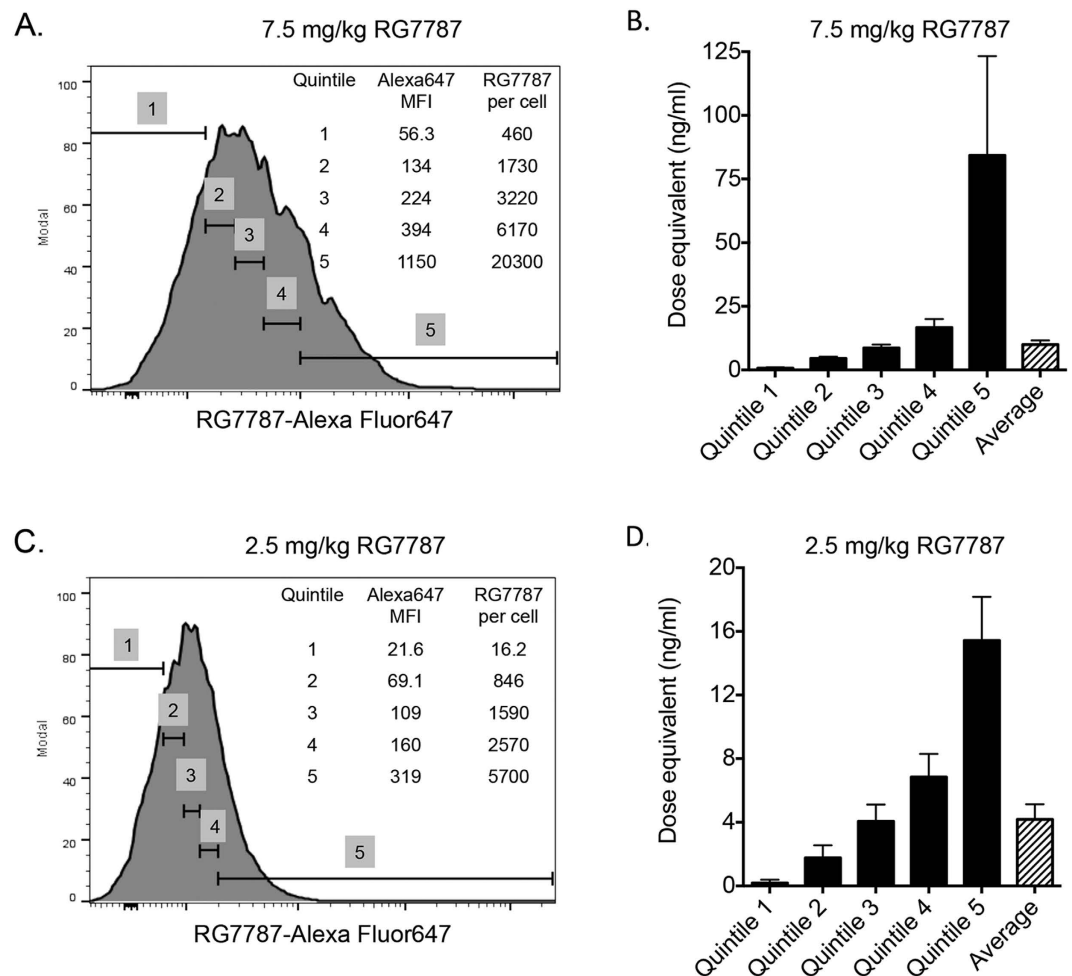 A.
7.5 mg/kg RG7787
100
80
60
40
20
0
Modal
1
2
3
4
5
Quintile Alexa647 RG7787
MFI per cell
1 56.3 460
2 134 1730
3 224 3220
4 394 6170
5 1150 20300
RG7787-Alexa Fluor647
B.
7.5 mg/kg RG7787
Dose equivalent (ng/ml)
125
100
75
50
25
0
Quintile 1
Quintile 2
Quintile 3
Quintile 4
Quintile 5
Average
C.
2.5 mg/kg RG7787
100
80
60
40
20
0
Modal
1
2
3
4
5
Quintile Alexa647 RG7787
MFI per cell
1 21.6 16.2
2 69.1 846
3 109 1590
4 160 2570
5 319 5700
RG7787-Alexa Fluor647
D.
2.5 mg/kg RG7787
Dose equivalent (ng/ml)
20
16
12
8
4
0
Quintile 1
Quintile 2
Quintile 3
Quintile 4
Quintile 5
Average